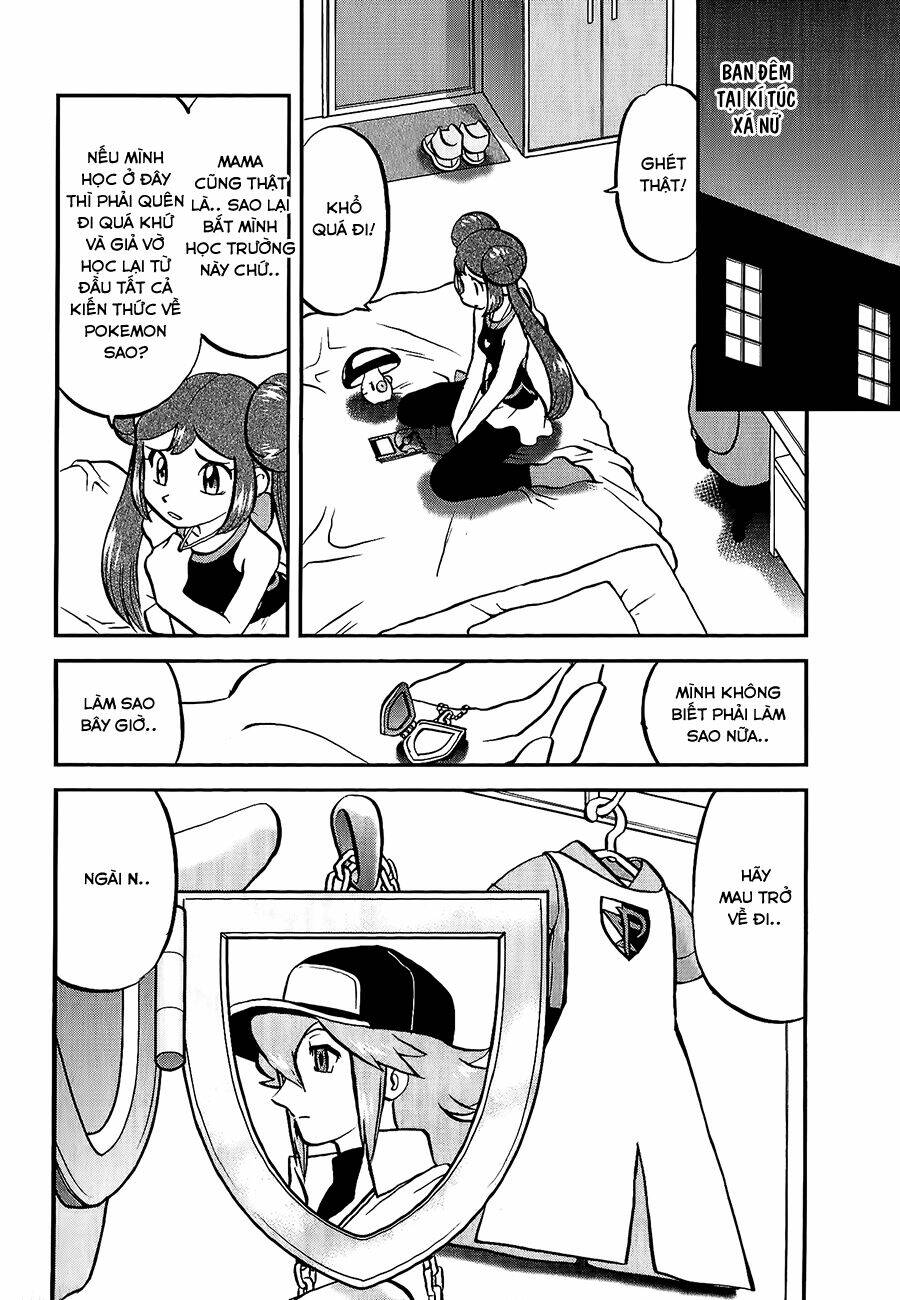 BAN ĐÊM
TẠI KÍ TÚC
XÁ NỮ
GHÉT
THẬT!
KHỔ
QUÁ ĐI!
MAMA
CŨNG THẬT
LÀ.. SAO LẠI
BẮT MÌNH
HỌC TRƯỜNG
NÀY CHỨ..
NẾU MÌNH
HỌC Ở ĐÂY
THÌ PHẢI QUÊN
ĐI QUÁ KHỨ
VÀ GIẢ VỜ
HỌC LẠI TỪ
ĐẦU TẤT CẢ
KIẾN THỨC VỀ
POKEMON
SAO?
MÌNH KHÔNG
BIẾT PHẢI LÀM
SAO NỮA..
LÀM SAO
BÂY GIỜ..
HÃY
MAU TRỞ
VỀ ĐI..
P
NGÀI N..